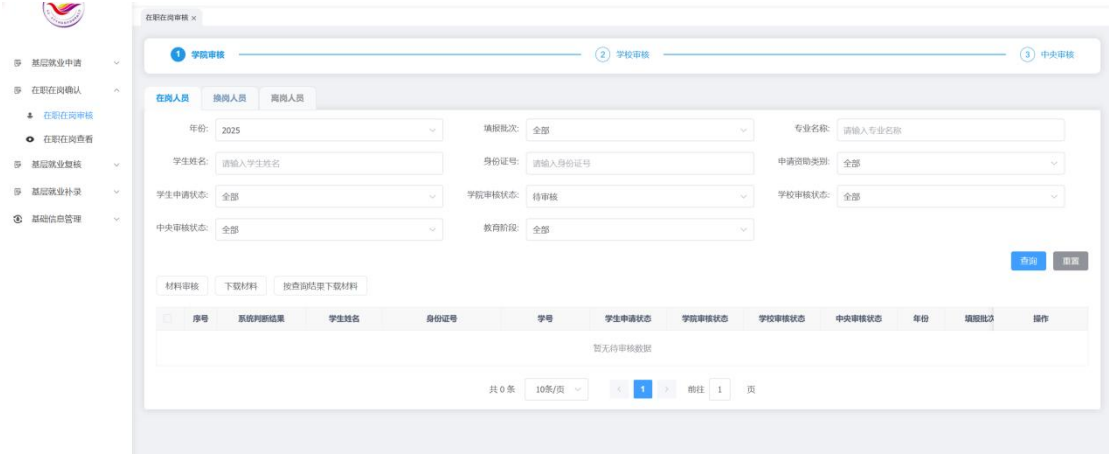 在职在岗审核 ×
基层就业申请
在职在岗确认
在职在岗审核
在职在岗查看
基层就业复核
基层就业补录
基础信息管理
1 学院审核 2 学校审核 3 中央审核
在岗人员 换岗人员 离岗人员
年份: 2025 填报批次: 全部 专业名称: 请输入专业名称
学生姓名: 请输入学生姓名 身份证号: 请输入身份证号 申请资助类别: 全部
学生申请状态: 全部 学院审核状态: 待审核 学校审核状态: 全部
中央审核状态: 全部 教育阶段: 全部
查询 重置
材料审核 下载材料 按查询结果下载材料
序号 系统判断结果 学生姓名 身份证号 学号 学生申请状态 学院审核状态 学校审核状态 中央审核状态 年份 填报批次 操作
暂无待审核数据
共 0 条 10条/页 < 1 > 前往 1 页